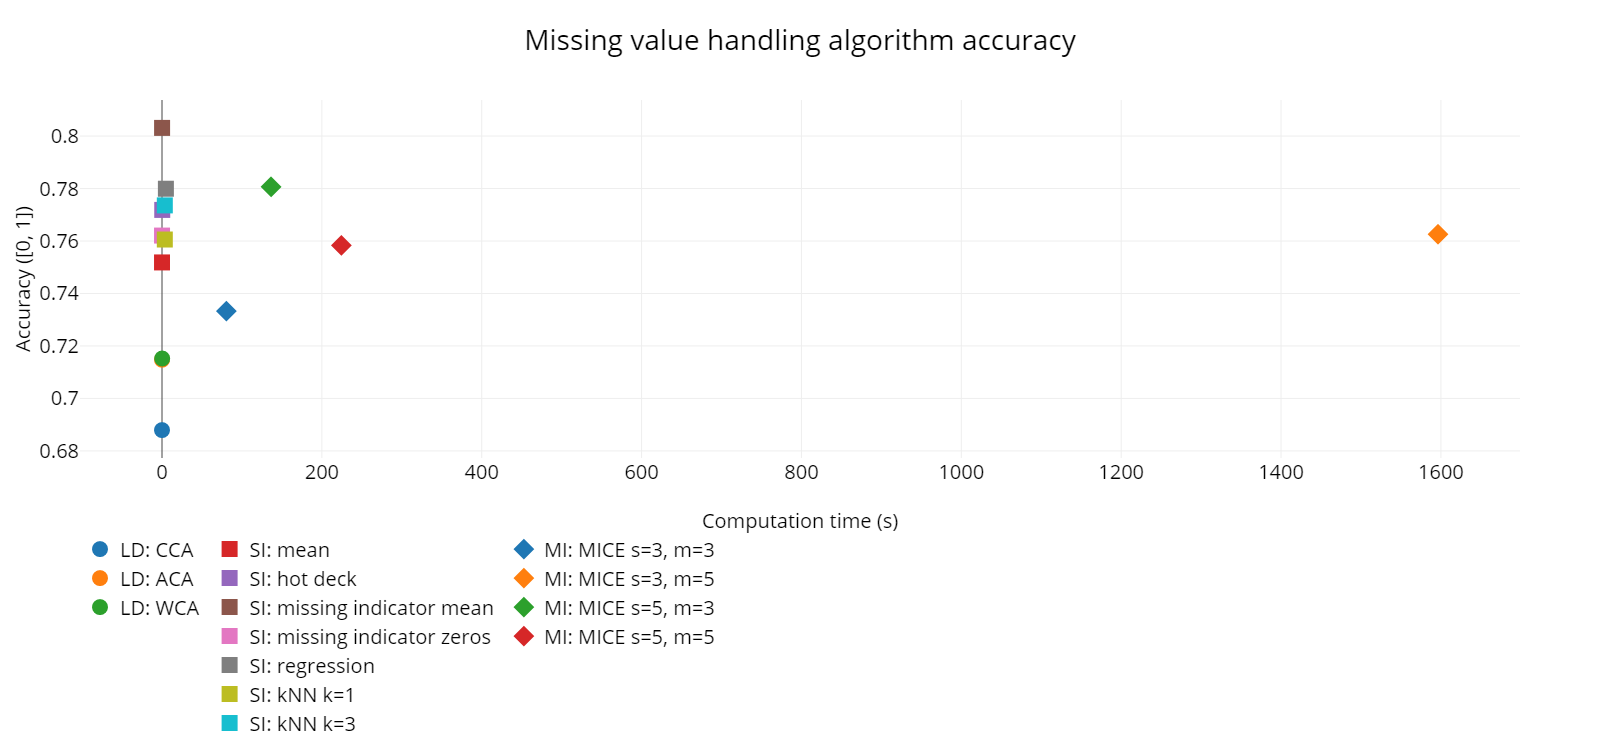 Missing value handling algorithm accuracy
Accuracy ([0, 1])
0.8
0.78
0.76
0.74
0.72
0.7
0.68
0 200 400 600 800 1000 1200 1400 1600
Computation time (s)
LD: CCA
LD: ACA
LD: WCA
SI: mean
SI: hot deck
SI: missing indicator mean
SI: missing indicator zeros
SI: regression
SI: kNN k=1
SI: kNN k=3
MI: MICE s=3, m=3
MI: MICE s=3, m=5
MI: MICE s=5, m=3
MI: MICE s=5, m=5